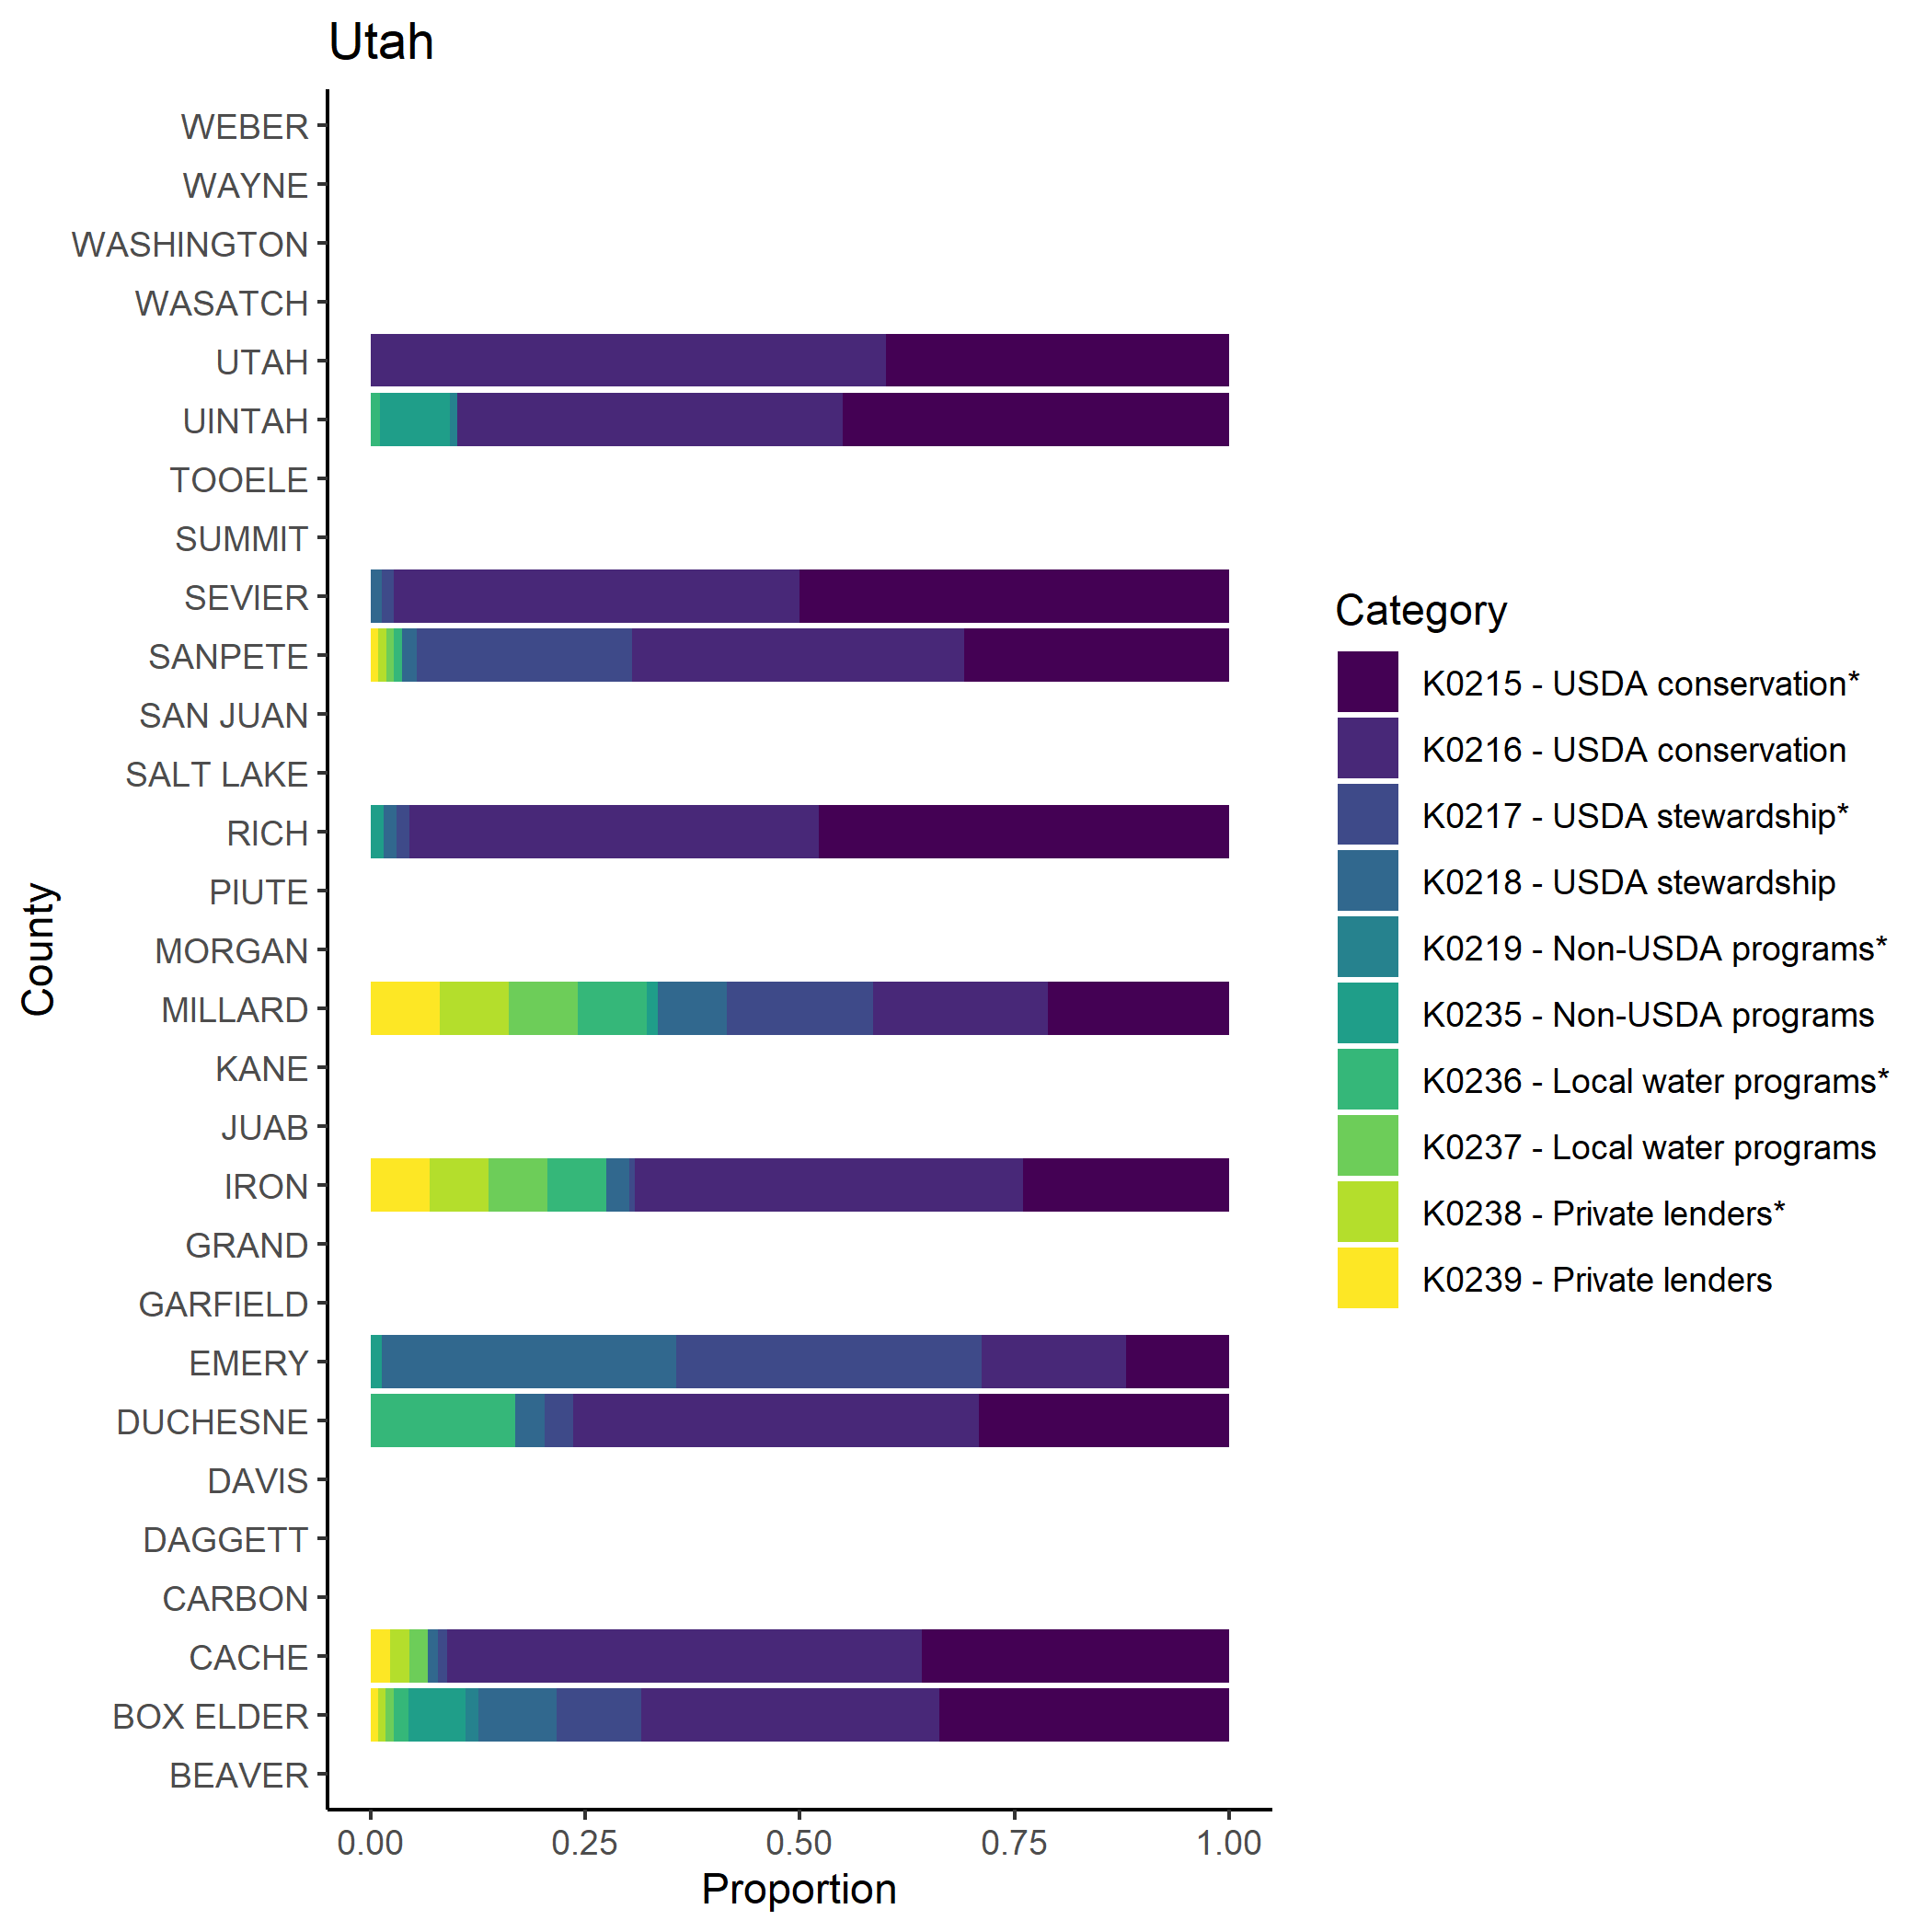 Utah
WEBER
WAYNE
WASHINGTON
WASATCH
UTAH
UINTAH
TOOELE
SUMMIT
SEVIER
SANPETE
SAN JUAN
SALT LAKE
RICH
PIUTE
MORGAN
MILLARD
KANE
JUAB
IRON
GRAND
GARFIELD
EMERY
DUCHESNE
DAVIS
DAGGETT
CARBON
CACHE
BOX ELDER
BEAVER
County
0.00 0.25 0.50 0.75 1.00
Proportion
Category
K0215 - USDA conservation*
K0216 - USDA conservation
K0217 - USDA stewardship*
K0218 - USDA stewardship
K0219 - Non-USDA programs*
K0235 - Non-USDA programs
K0236 - Local water programs*
K0237 - Local water programs
K0238 - Private lenders*
K0239 - Private lenders